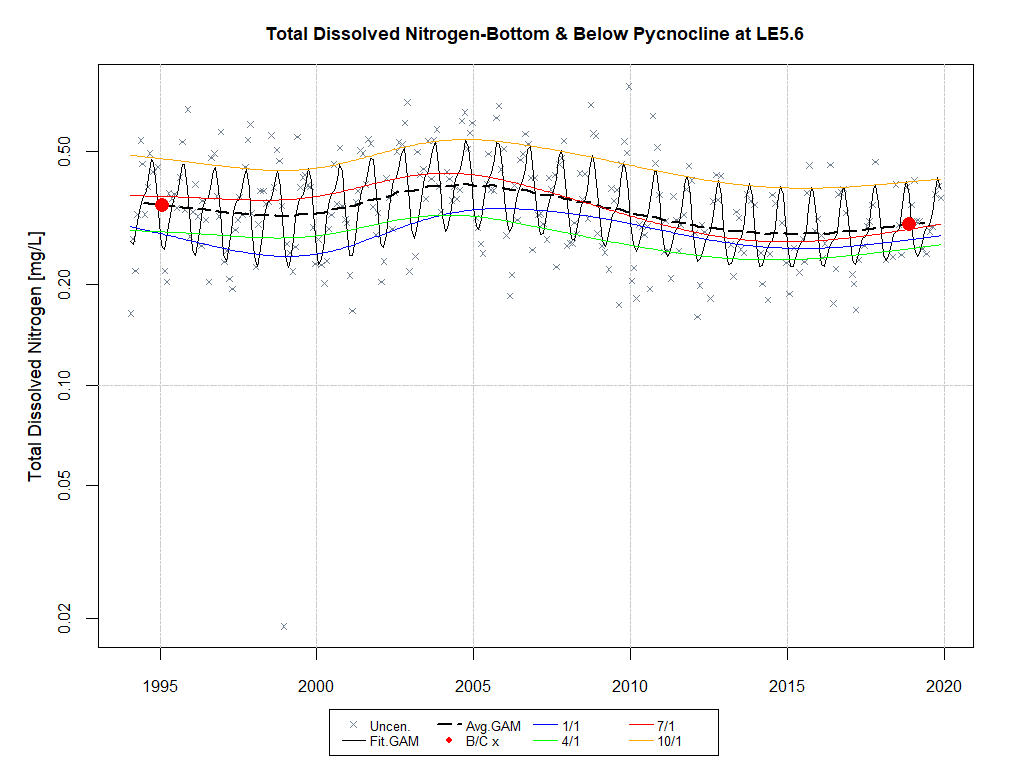 Total Dissolved Nitrogen-Bottom & Below Pycnocline at LE5.6
Total Dissolved Nitrogen [mg/L]
0.50
0.20
0.10
0.05
0.02
1995 2000 2005 2010 2015 2020
Uncen. Avg.GAM 1/1 7/1
Fit.GAM B/C x 4/1 10/1